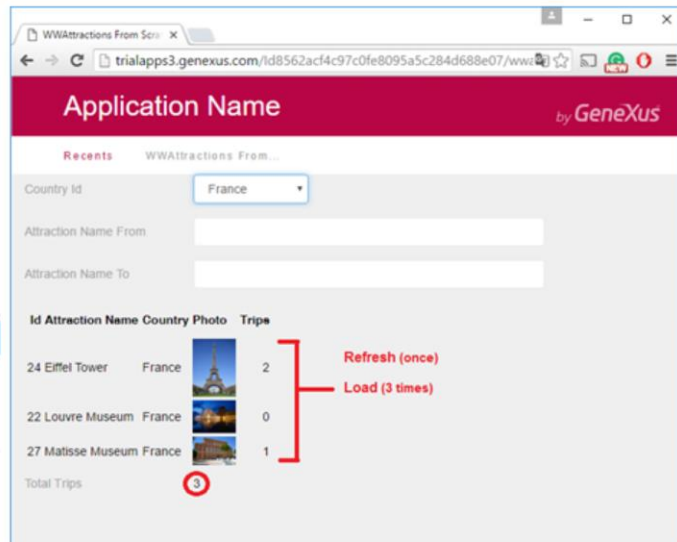 WWAttractions From Scra
trialapps3.genexus.com/Id8562acf4c97c0fe8095a5c284d688e07/wwa
NEW
Application Name
by GeneXus
Recents WWAttractions From...
Country Id France
Attraction Name From
Attraction Name To
Id Attraction Name Country Photo Trips
24 Eiffel Tower France 2
Refresh (once)
Load (3 times)
22 Louvre Museum France 0
27 Matisse Museum France 1
Total Trips 3